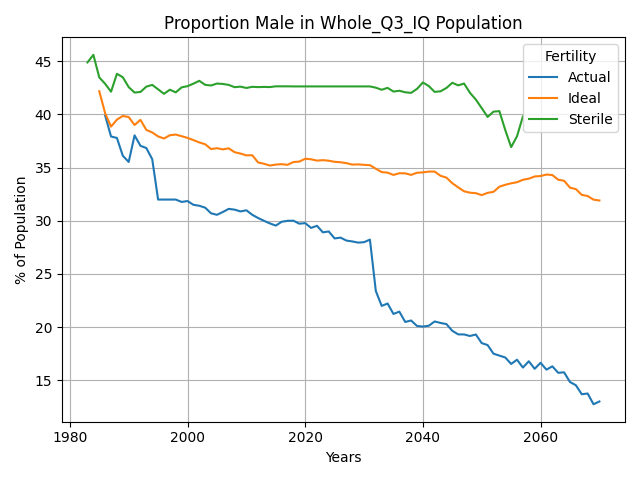 Proportion Male in Whole_Q3_IQ Population
% of Population
45
40
35
30
25
20
15
1980
2000
2020
2040
2060
Years
Fertility
Actual
Ideal
Sterile